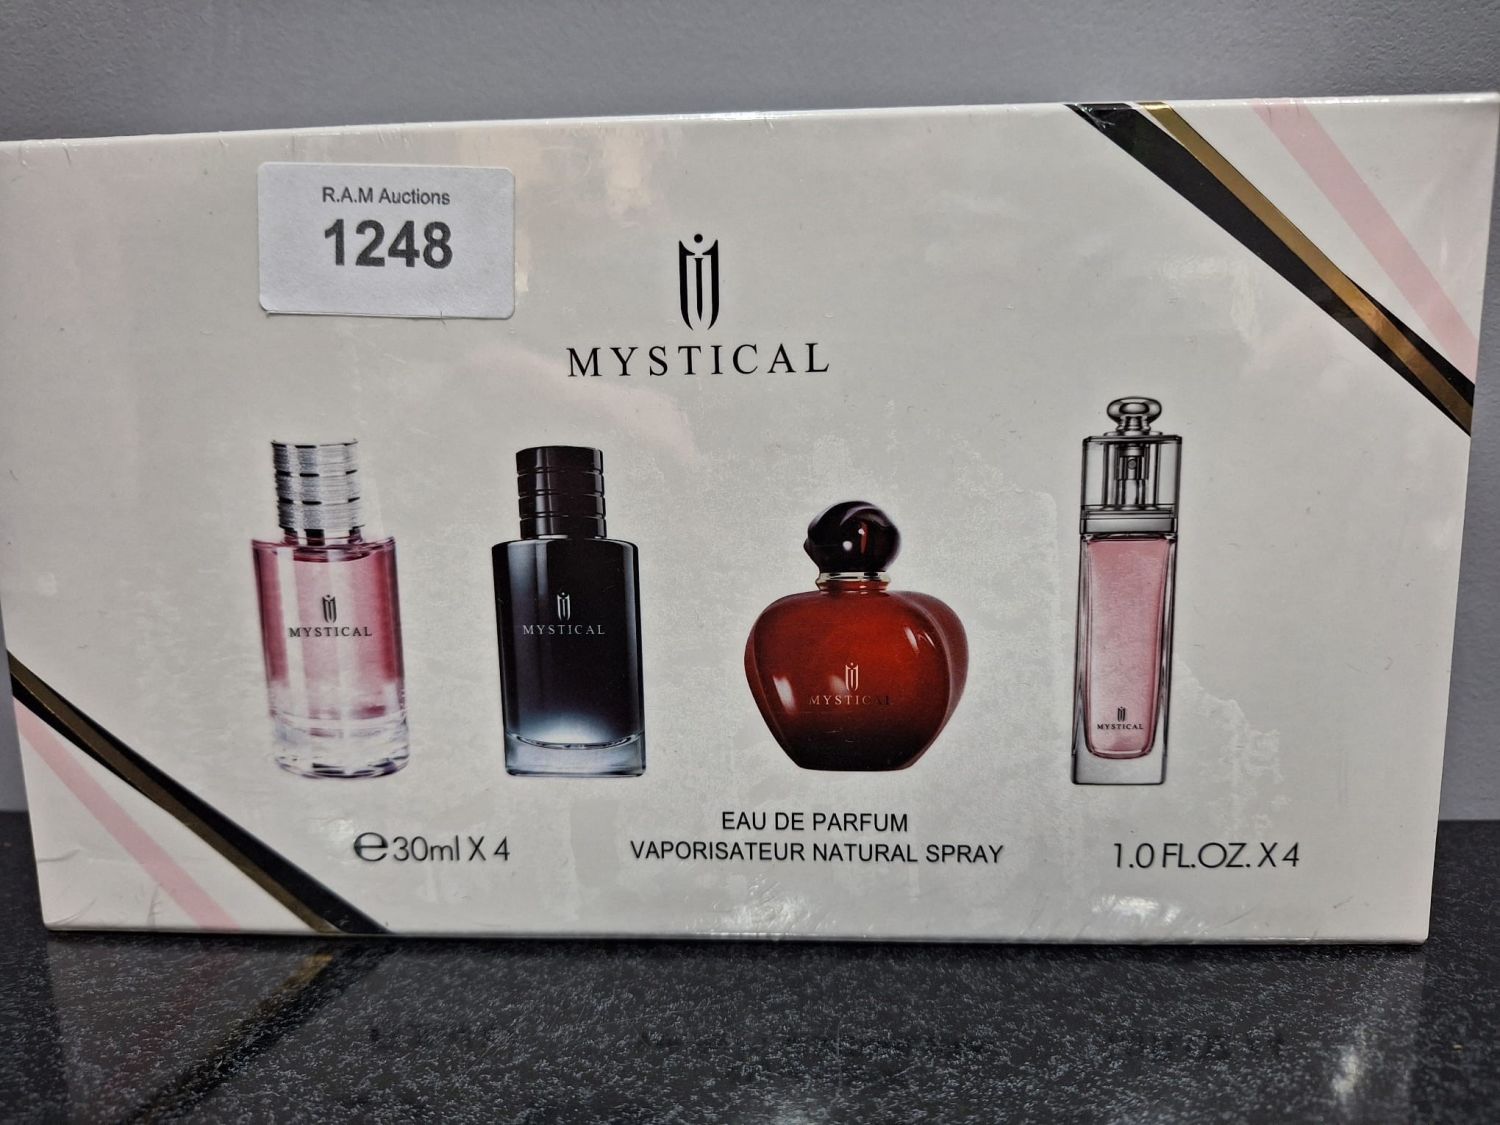 R.A.M Auctions
1248
MYSTICAL
MYSTICAL
MYSTICAL
MYSTICAL
MYSTICAL
EAU DE PARFUM
℮30ml X 4
VAPORISATEUR NATURAL SPRAY
1.0 FL.OZ. X 4